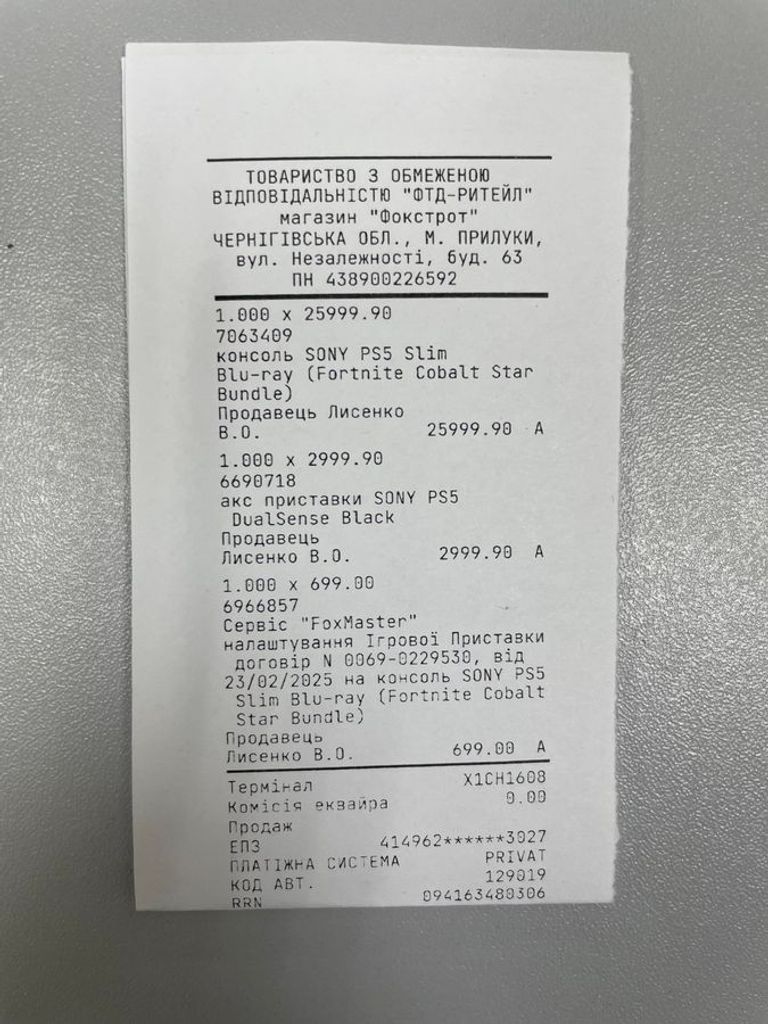 ТОВАРИСТВО З ОБМЕЖЕНОЮ
ВІДПОВІДАЛЬНІСТЮ "ФТД-РИТЕЙЛ"
магазин "Фокстрот"
ЧЕРНІГІВСЬКА ОБЛ., М. ПРИЛУКИ,
вул. Незалежності, буд. 63
ПН 438900226592
1.000 x 25999.90
7063409
консоль SONY PS5 Slim
Blu-ray (Fortnite Cobalt Star
Bundle)
Продавець Лисенко
В.О. 25999.90 А
1.000 x 2999.90
6690718
акс приставки SONY PS5
DualSense Black
Продавець
Лисенко В.О. 2999.90 А
1.000 x 699.00
6966857
Сервіс "FoxMaster"
налаштування Ігрової Приставки
договір N 0069-0229530, від
23/02/2025 на консоль SONY PS5
Slim Blu-ray (Fortnite Cobalt
Star Bundle)
Продавець
Лисенко В.О. 699.00 А
Термінал X1CH1608
Комісія еквайра 0.00
Продаж
ЕПЗ 414962******3027
ПЛАТІЖНА СИСТЕМА PRIVAT
КОД АВТ. 129019
RRN 094163480306